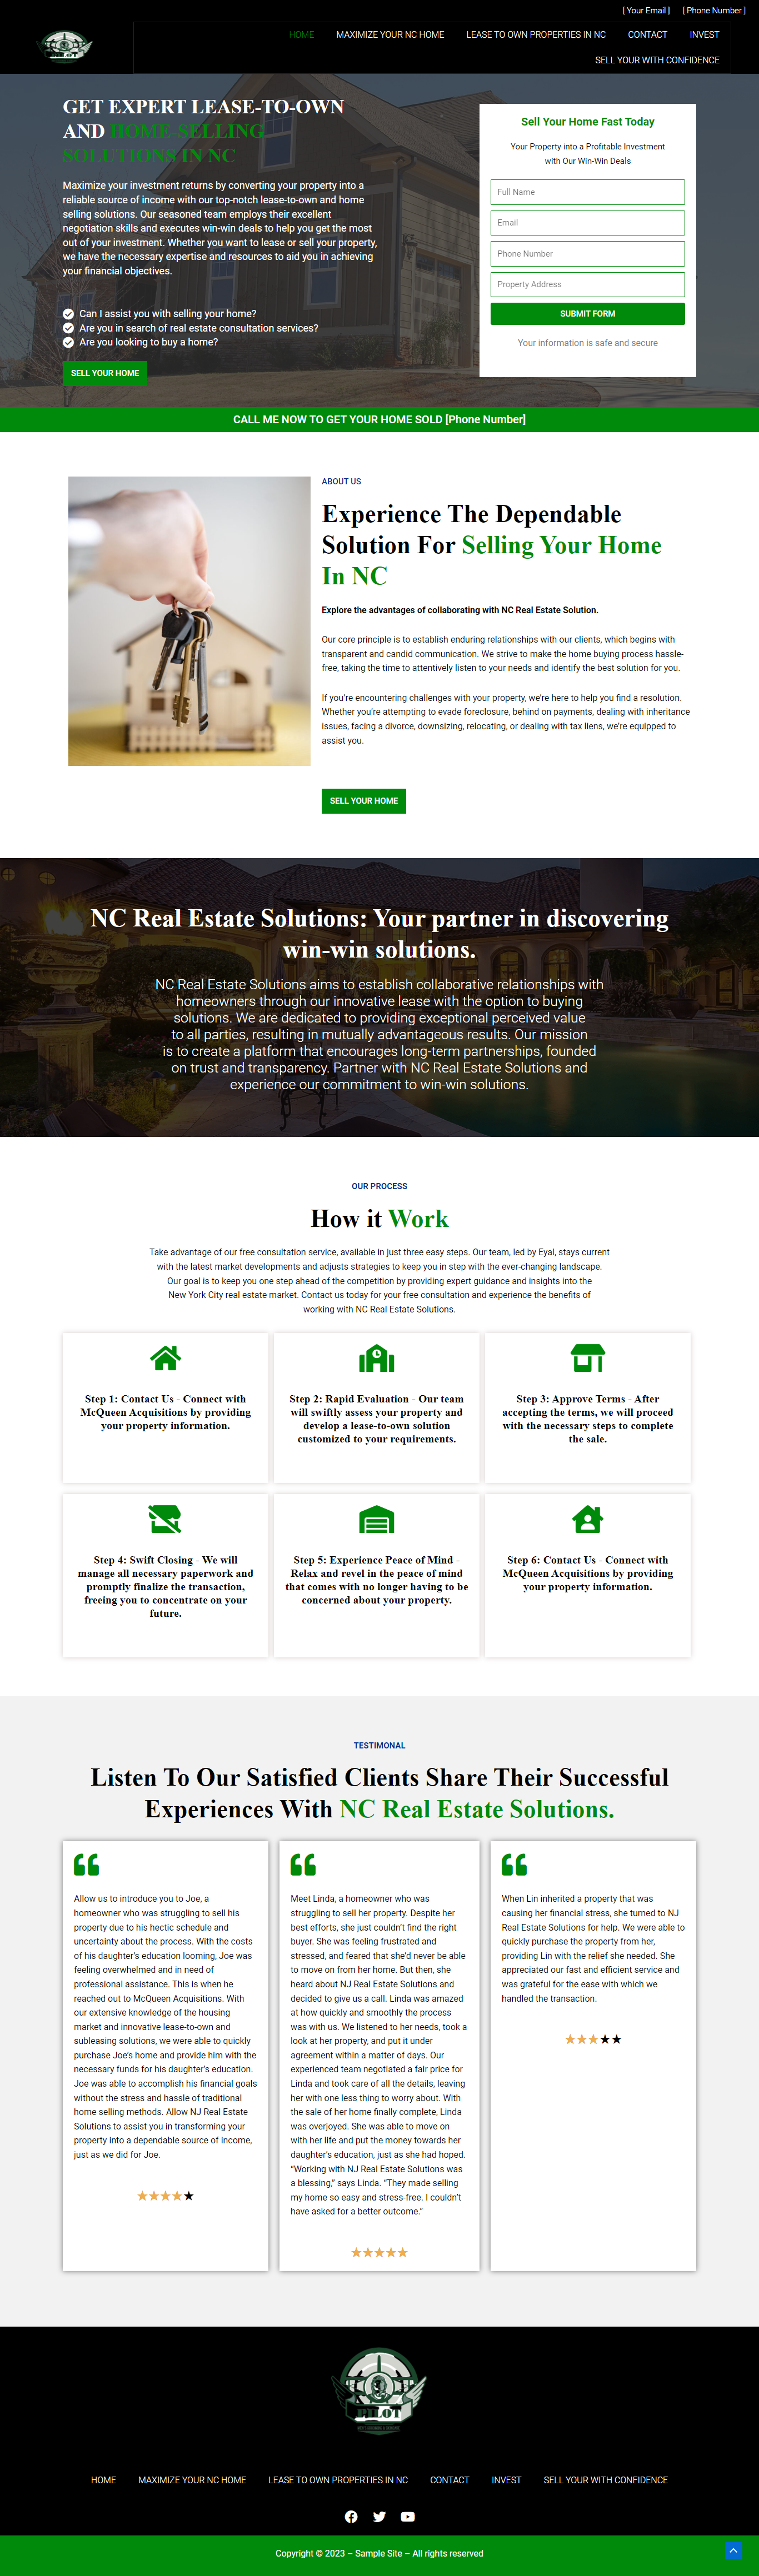 [ Your Email ] [ Phone Number ]
HOME MAXIMIZE YOUR NC HOME LEASE TO OWN PROPERTIES IN NC CONTACT INVEST
SELL YOUR WITH CONFIDENCE
GET EXPERT LEASE-TO-OWN
AND HOME-SELLING
SOLUTIONS IN NC
Maximize your investment returns by converting your property into a
reliable source of income with our top-notch lease-to-own and home
selling solutions. Our seasoned team employs their excellent
negotiation skills and executes win-win deals to help you get the most
out of your investment. Whether you want to lease or sell your property,
we have the necessary expertise and resources to aid you in achieving
your financial objectives.
Can I assist you with selling your home?
Are you in search of real estate consultation services?
Are you looking to buy a home?
SELL YOUR HOME
Sell Your Home Fast Today
Your Property into a Profitable Investment
with Our Win-Win Deals
Full Name
Email
Phone Number
Property Address
SUBMIT FORM
Your information is safe and secure
CALL ME NOW TO GET YOUR HOME SOLD [Phone Number]
ABOUT US
Experience The Dependable
Solution For Selling Your Home
In NC
Explore the advantages of collaborating with NC Real Estate Solution.
Our core principle is to establish enduring relationships with our clients, which begins with
transparent and candid communication. We strive to make the home buying process hassle-
free, taking the time to attentively listen to your needs and identify the best solution for you.
If you're encountering challenges with your property, we're here to help you find a resolution.
Whether you're attempting to evade foreclosure, behind on payments, dealing with inheritance
issues, facing a divorce, downsizing, relocating, or dealing with tax liens, we're equipped to
assist you.
SELL YOUR HOME
NC Real Estate Solutions: Your partner in discovering
win-win solutions.
NC Real Estate Solutions aims to establish collaborative relationships with
homeowners through our innovative lease with the option to buying
solutions. We are dedicated to providing exceptional perceived value
to all parties, resulting in mutually advantageous results. Our mission
is to create a platform that encourages long-term partnerships, founded
on trust and transparency. Partner with NC Real Estate Solutions and
experience our commitment to win-win solutions.
OUR PROCESS
How it Work
Take advantage of our free consultation service, available in just three easy steps. Our team, led by Eyal, stays current
with the latest market developments and adjusts strategies to keep you in step with the ever-changing landscape.
Our goal is to keep you one step ahead of the competition by providing expert guidance and insights into the
New York City real estate market. Contact us today for your free consultation and experience the benefits of
working with NC Real Estate Solutions.
Step 1: Contact Us - Connect with
McQueen Acquisitions by providing
your property information.
Step 2: Rapid Evaluation - Our team
will swiftly assess your property and
develop a lease-to-own solution
customized to your requirements.
Step 3: Approve Terms - After
accepting the terms, we will proceed
with the necessary steps to complete
the sale.
Step 4: Swift Closing - We will
manage all necessary paperwork and
promptly finalize the transaction,
freeing you to concentrate on your
future.
Step 5: Experience Peace of Mind -
Relax and revel in the peace of mind
that comes with no longer having to be
concerned about your property.
Step 6: Contact Us - Connect with
McQueen Acquisitions by providing
your property information.
TESTIMONAL
Listen To Our Satisfied Clients Share Their Successful
Experiences With NC Real Estate Solutions.
Allow us to introduce you to Joe, a
homeowner who was struggling to sell his
property due to his hectic schedule and
uncertainty about the process. With the costs
of his daughter's education looming, Joe was
feeling overwhelmed and in need of
professional assistance. This is when he
reached out to McQueen Acquisitions. With
our extensive knowledge of the housing
market and innovative lease-to-own and
subleasing solutions, we were able to quickly
purchase Joe's home and provide him with the
necessary funds for his daughter's education.
Joe was able to accomplish his financial goals
without the stress and hassle of traditional
home selling methods. Allow NJ Real Estate
Solutions to assist you in transforming your
property into a dependable source of income,
just as we did for Joe.
Meet Linda, a homeowner who was
struggling to sell her property. Despite her
best efforts, she just couldn't find the right
buyer. She was feeling frustrated and
stressed, and feared that she'd never be able
to move on from her home. But then, she
heard about NJ Real Estate Solutions and
decided to give us a call. Linda was amazed
at how quickly and smoothly the process
was with us. We listened to her needs, took a
look at her property, and put it under
agreement within a matter of days. Our
experienced team negotiated a fair price for
Linda and took care of all the details, leaving
her with one less thing to worry about. With
the sale of her home finally complete, Linda
was overjoyed. She was able to move on
with her life and put the money towards her
daughter's education, just as she had hoped.
"Working with NJ Real Estate Solutions was
a blessing," says Linda. "They made selling
my home so easy and stress-free. I couldn't
have asked for a better outcome."
When Lin inherited a property that was
causing her financial stress, she turned to NJ
Real Estate Solutions for help. We were able to
quickly purchase the property from her,
providing Lin with the relief she needed. She
appreciated our fast and efficient service and
was grateful for the ease with which we
handled the transaction.
PILOT
HOME MAXIMIZE YOUR NC HOME LEASE TO OWN PROPERTIES IN NC CONTACT INVEST SELL YOUR WITH CONFIDENCE
Copyright © 2023 – Sample Site – All rights reserved